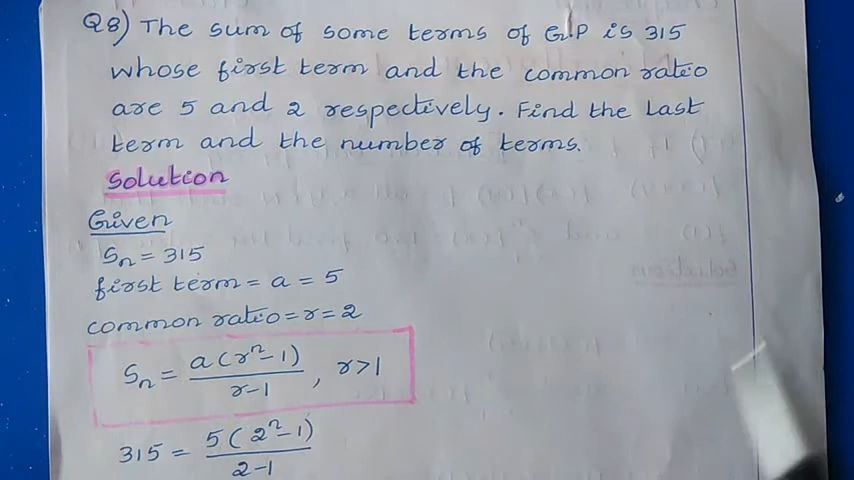 Q8) The sum of some terms of G.P is 315
whose first term and the common ratio
are 5 and 2 respectively. Find the last
term and the number of terms.
Solution
Given
Sₙ = 315
first term = a = 5
common ratio = r = 2
Sₙ = a(rⁿ-1) / r-1 , r>1
315 = 5(2ⁿ-1) / 2-1